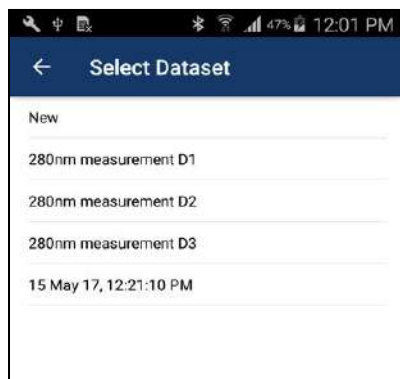 47% 12:01 PM
Select Dataset
New
280nm measurement D1
280nm measurement D2
280nm measurement D3
15 May 17, 12:21:10 PM